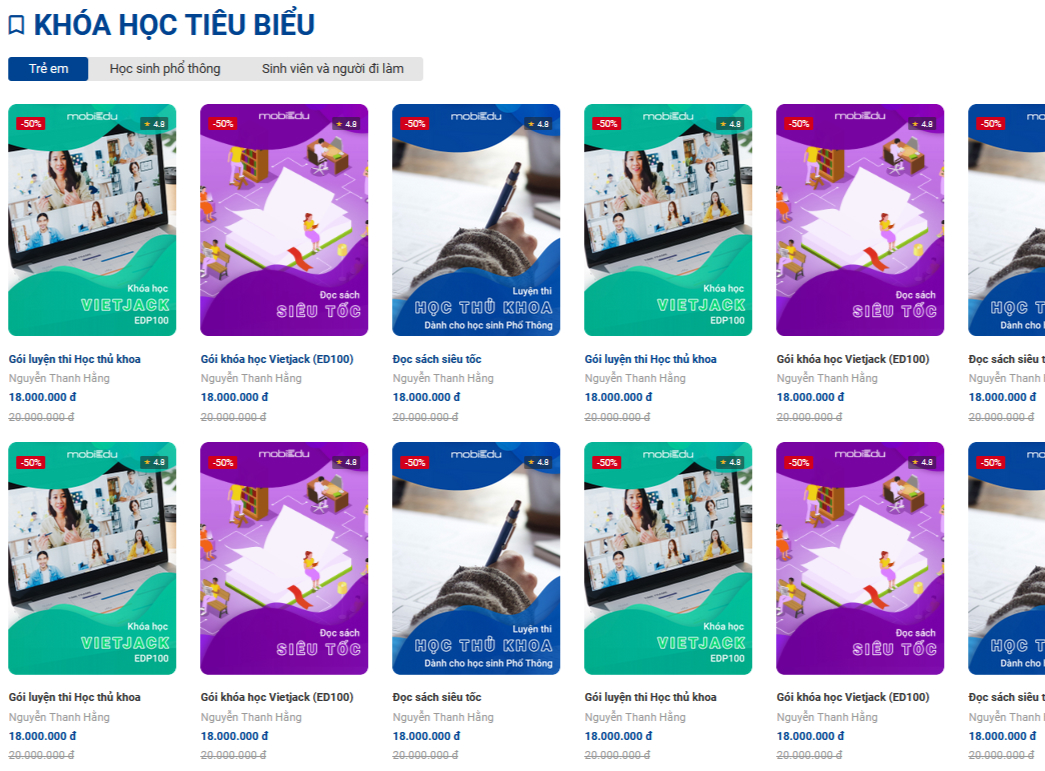 KHÓA HỌC TIÊU BIỂU
Trẻ em Học sinh phổ thông Sinh viên và người đi làm
-50% mobiEdu ★ 4.8 -50% mobiEdu ★ 4.8 -50% mobiEdu ★ 4.8 -50% mobiEdu ★ 4.8 -50% mobiEdu ★ 4.8 -50%
Khóa học
VIETJACK
EDP100
Đọc sách
SIÊU TỐC
Luyện thi
HỌC THỦ KHOA
Dành cho học sinh Phổ Thông
Khóa học
VIETJACK
EDP100
Đọc sách
SIÊU TỐC
HỌC T
Dành cho h
Gói luyện thi Học thủ khoa Gói khóa học Vietjack (ED100) Đọc sách siêu tốc Gói luyện thi Học thủ khoa Gói khóa học Vietjack (ED100) Đọc sách siêu t
Nguyễn Thanh Hằng Nguyễn Thanh Hằng Nguyễn Thanh Hằng Nguyễn Thanh Hằng Nguyễn Thanh Hằng Nguyễn Thanh
18.000.000 đ 18.000.000 đ 18.000.000 đ 18.000.000 đ 18.000.000 đ 18.000.000 đ
20.000.000 đ 20.000.000 đ 20.000.000 đ 20.000.000 đ 20.000.000 đ 20.000.000 đ
-50% mobiEdu ★ 4.8 -50% mobiEdu ★ 4.8 -50% mobiEdu ★ 4.8 -50% mobiEdu ★ 4.8 -50% mobiEdu ★ 4.8 -50%
Khóa học
VIETJACK
EDP100
Đọc sách
SIÊU TỐC
Luyện thi
HỌC THỦ KHOA
Dành cho học sinh Phổ Thông
Khóa học
VIETJACK
EDP100
Đọc sách
SIÊU TỐC
HỌC T
Dành cho h
Gói luyện thi Học thủ khoa Gói khóa học Vietjack (ED100) Đọc sách siêu tốc Gói luyện thi Học thủ khoa Gói khóa học Vietjack (ED100) Đọc sách siêu t
Nguyễn Thanh Hằng Nguyễn Thanh Hằng Nguyễn Thanh Hằng Nguyễn Thanh Hằng Nguyễn Thanh Hằng Nguyễn Thanh
18.000.000 đ 18.000.000 đ 18.000.000 đ 18.000.000 đ 18.000.000 đ 18.000.000 đ
20.000.000 đ 20.000.000 đ 20.000.000 đ 20.000.000 đ 20.000.000 đ 20.000.000 đ